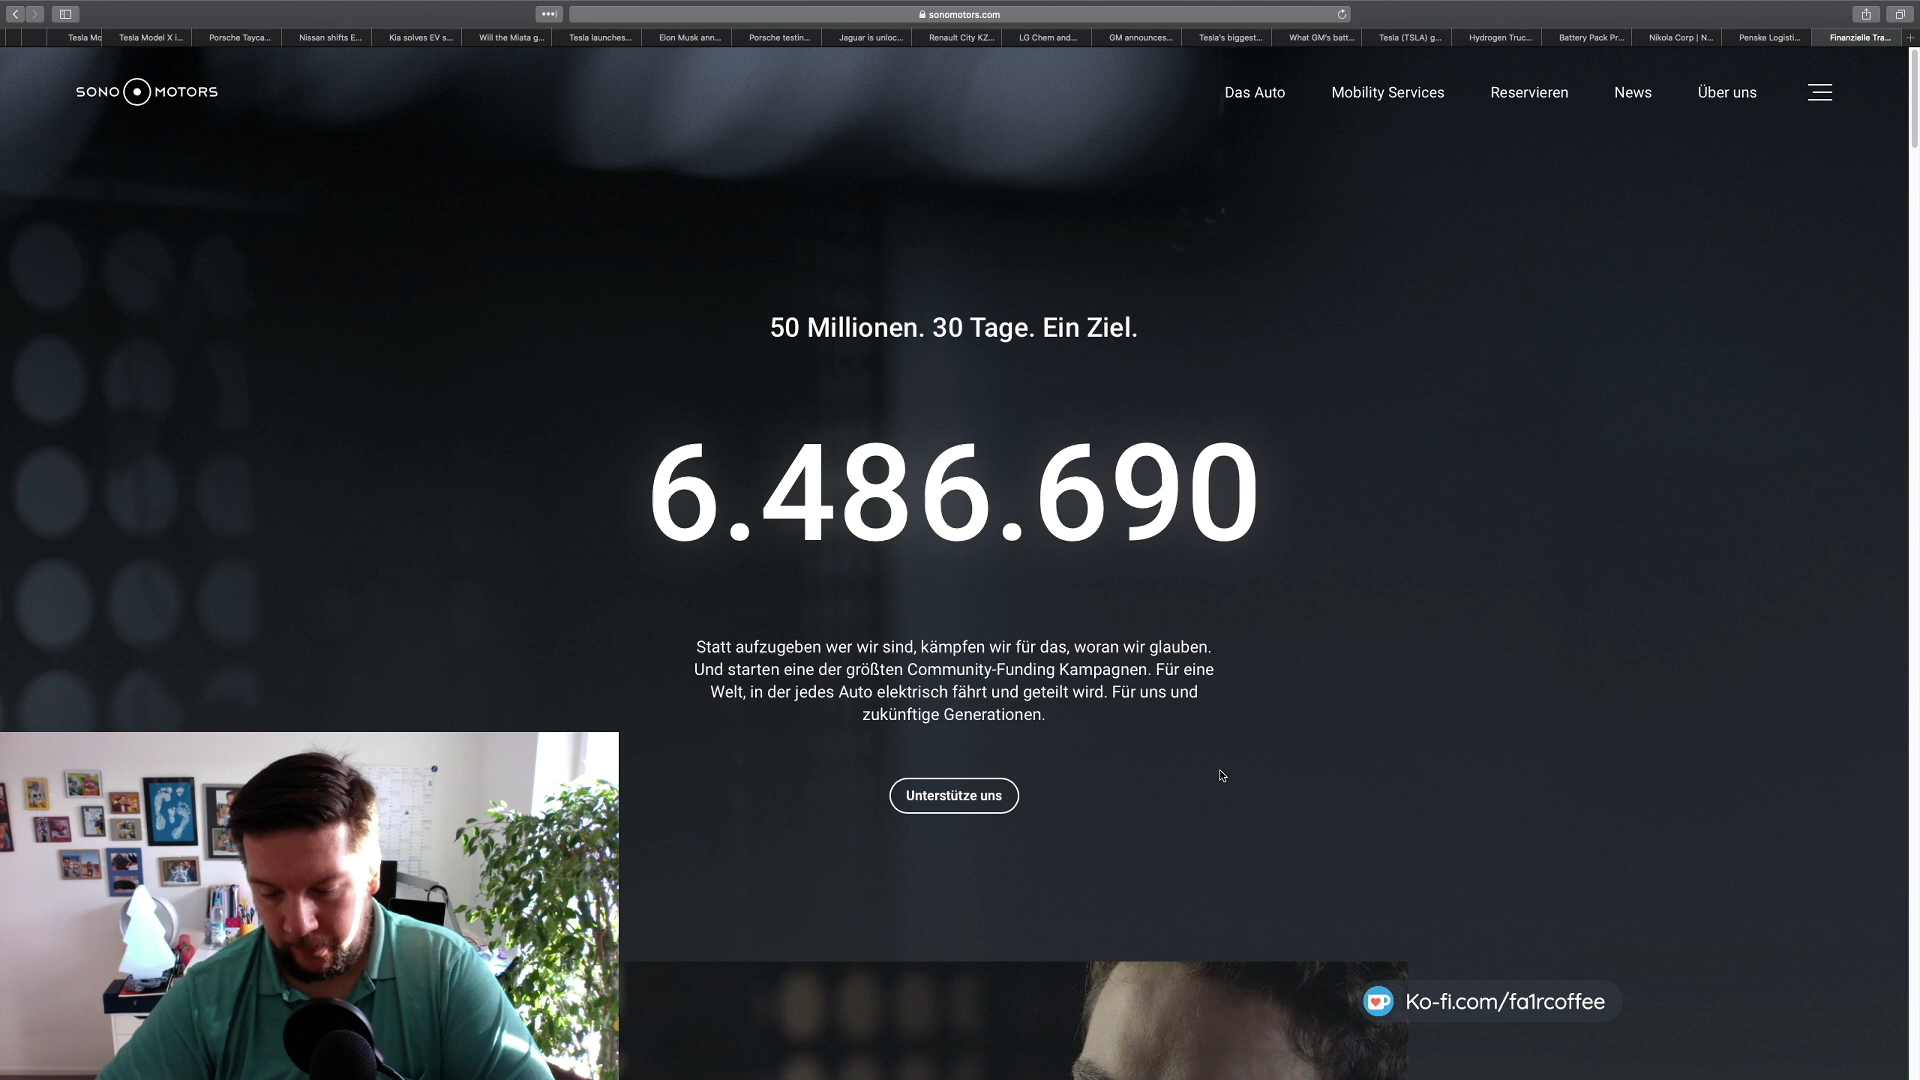 sonomotors.com
Tesla Mo
Tesla Model X i...
Porsche Tayca...
Nissan shifts E...
Kia solves EV s...
Will the Miata g...
Tesla launches...
Elon Musk ann...
Porsche testin...
Jaguar is unloc...
Renault City KZ...
LG Chem and...
GM announces...
Tesla's biggest...
What GM's batt...
Tesla (TSLA) g...
Hydrogen Truc...
Battery Pack Pr...
Nikola Corp | N...
Penske Logisti...
Finanzielle Tra...
SONO MOTORS
Das Auto
Mobility Services
Reservieren
News
Über uns
50 Millionen. 30 Tage. Ein Ziel.
6.486.690
Statt aufzugeben wer wir sind, kämpfen wir für das, woran wir glauben.
Und starten eine der größten Community-Funding Kampagnen. Für eine
Welt, in der jedes Auto elektrisch fährt und geteilt wird. Für uns und
zukünftige Generationen.
Unterstütze uns
Ko-fi.com/fa1rcoffee